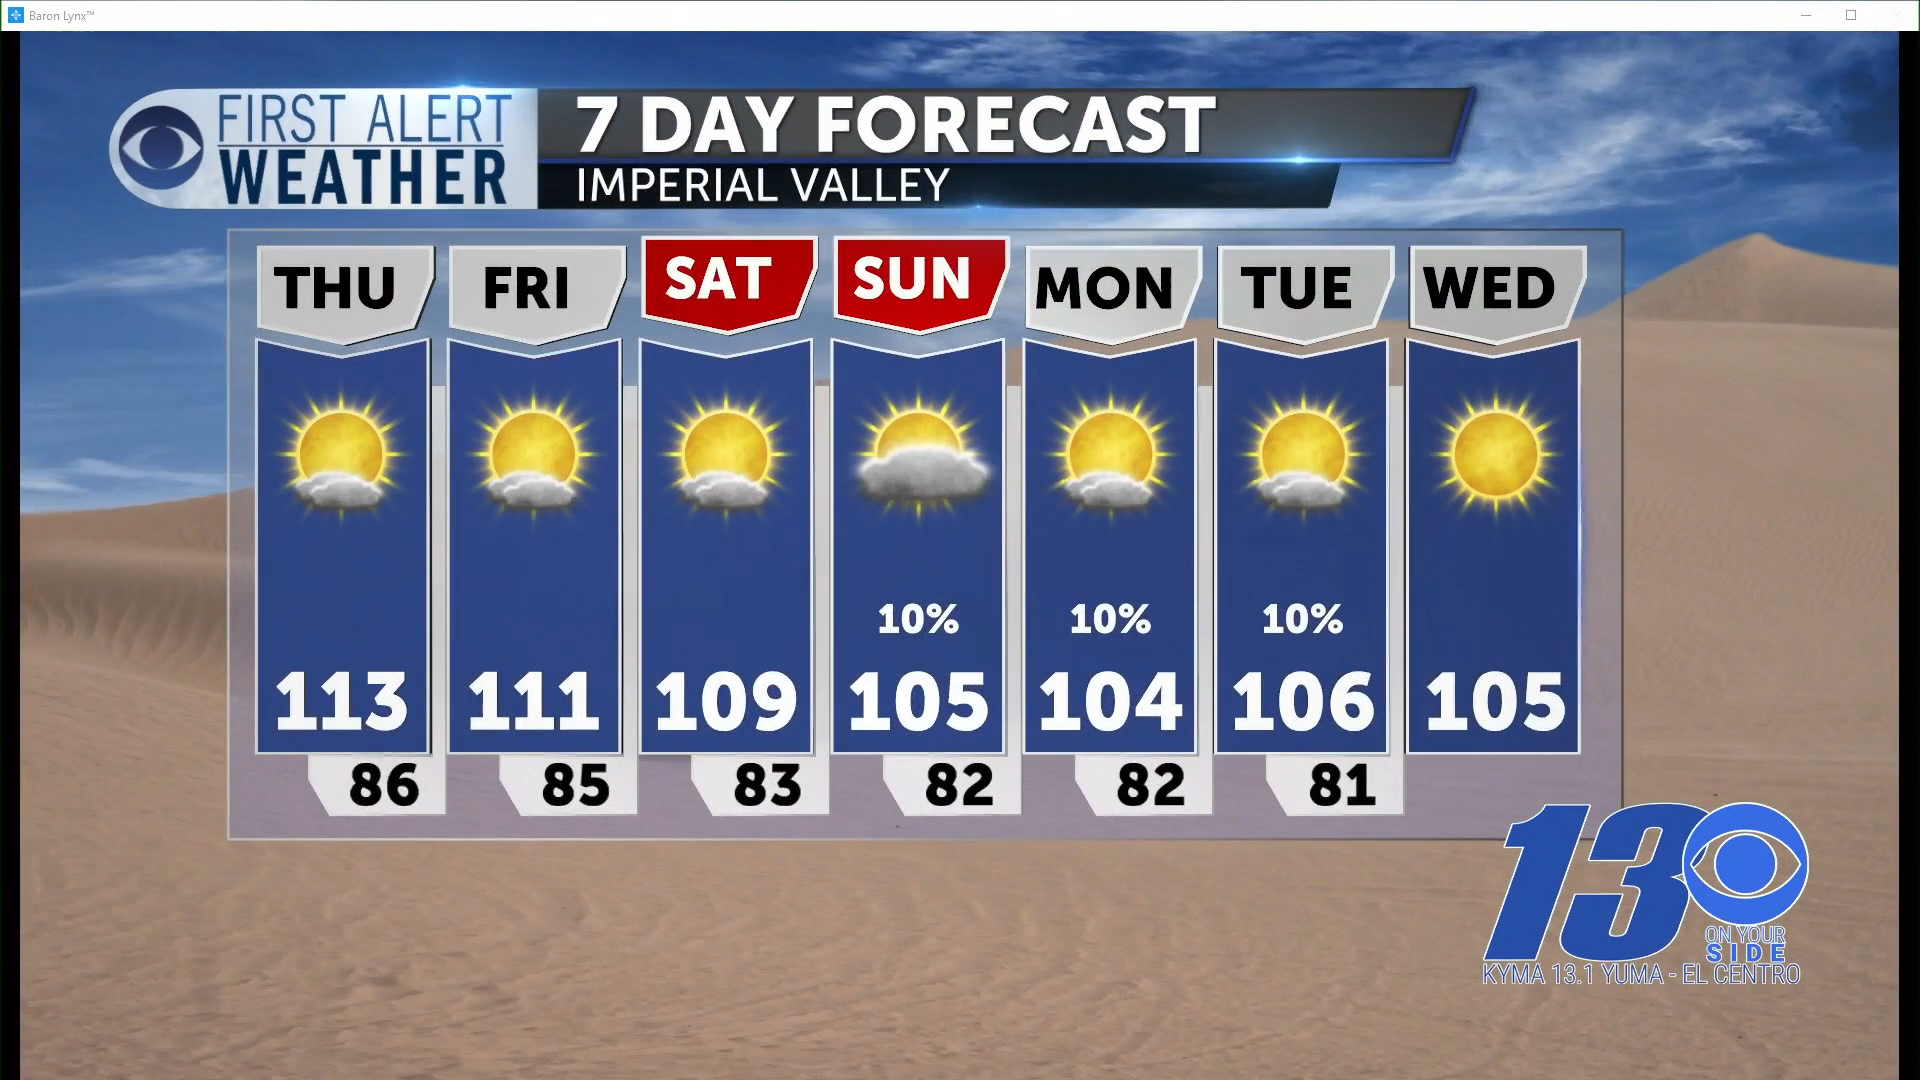 Baron Lynx™
FIRST ALERT
WEATHER
7 DAY FORECAST
IMPERIAL VALLEY
THU FRI SAT SUN MON TUE WED
10% 10% 10%
113 111 109 105 104 106 105
86 85 83 82 82 81
13
ON YOUR
SIDE
KYMA 13.1 YUMA - EL CENTRO